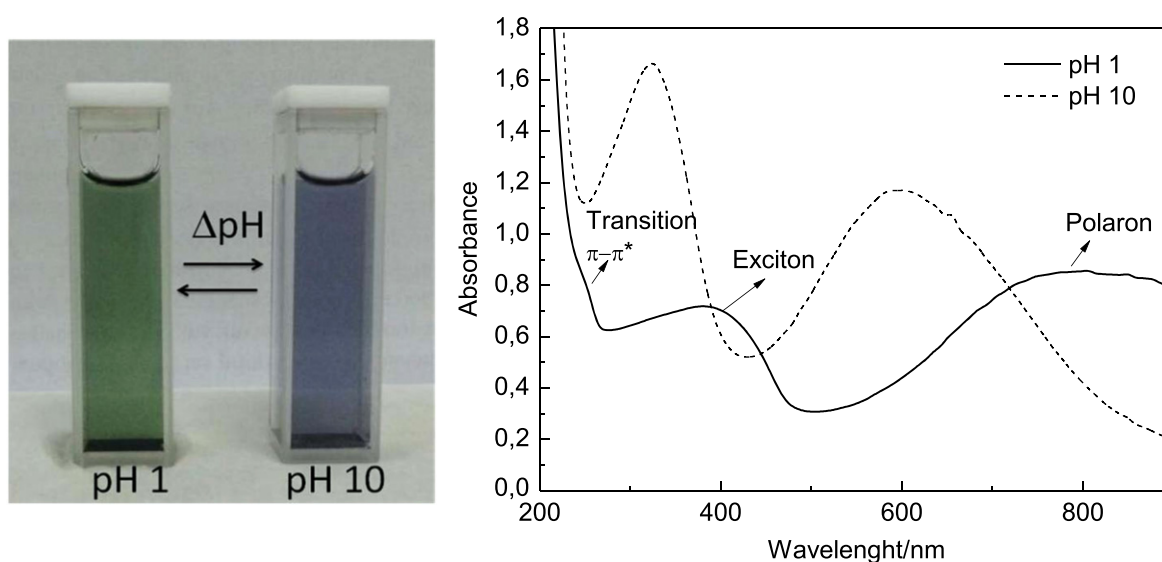 ΔpH
pH 1
pH 10
Absorbance
1,8
1,6
1,4
1,2
1,0
0,8
0,6
0,4
0,2
0,0
pH 1
pH 10
Transition
π–π*
Exciton
Polaron
200
400
600
800
Wavelenght/nm